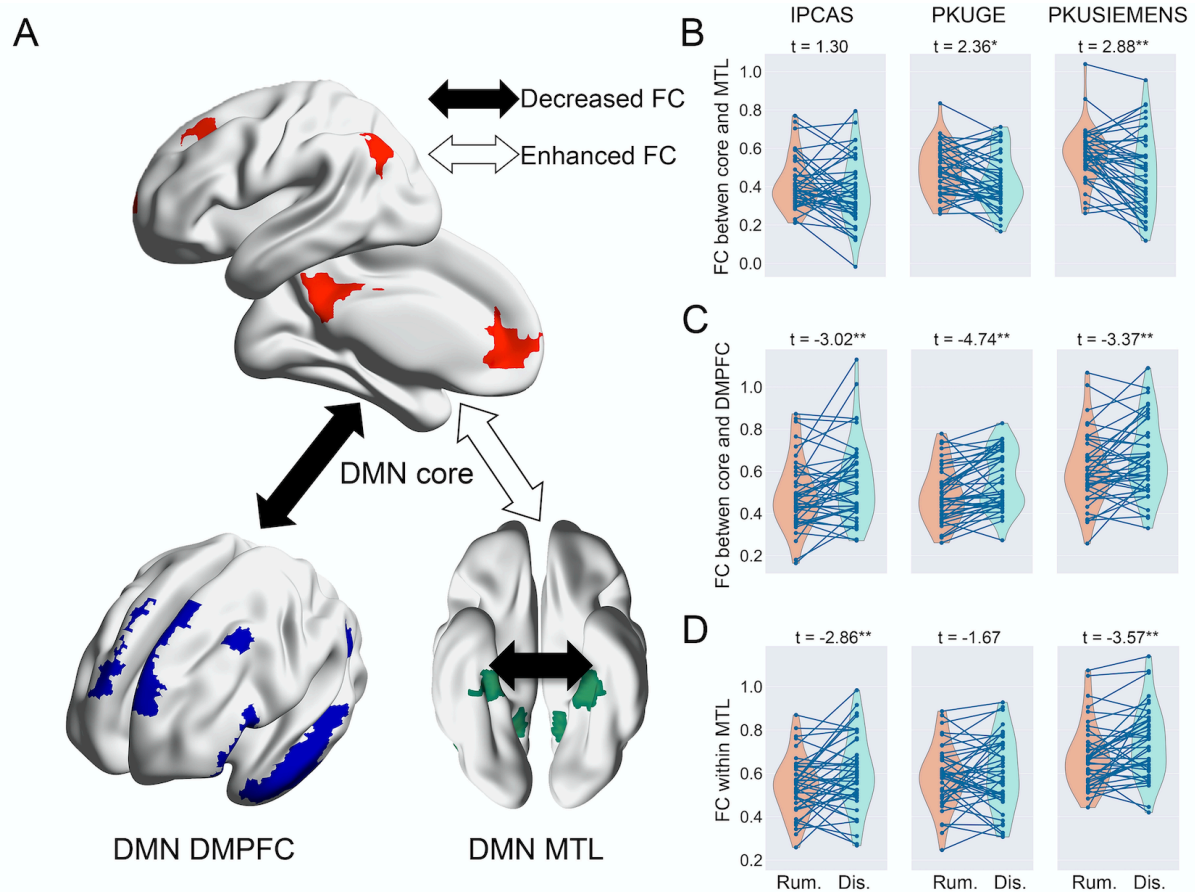 A
Decreased FC
Enhanced FC
DMN core
DMN DMPFC
DMN MTL
IPCAS
PKUGE
PKUSIEMENS
B
t = 1.30
t = 2.36*
t = 2.88**
FC betwen core and MTL
1.0
0.8
0.6
0.4
0.2
0.0
C
t = -3.02**
t = -4.74**
t = -3.37**
FC between core and DMPFC
1.0
0.8
0.6
0.4
0.2
D
t = -2.86**
t = -1.67
t = -3.57**
FC within MTL
1.0
0.8
0.6
0.4
0.2
Rum. Dis.
Rum. Dis.
Rum. Dis.